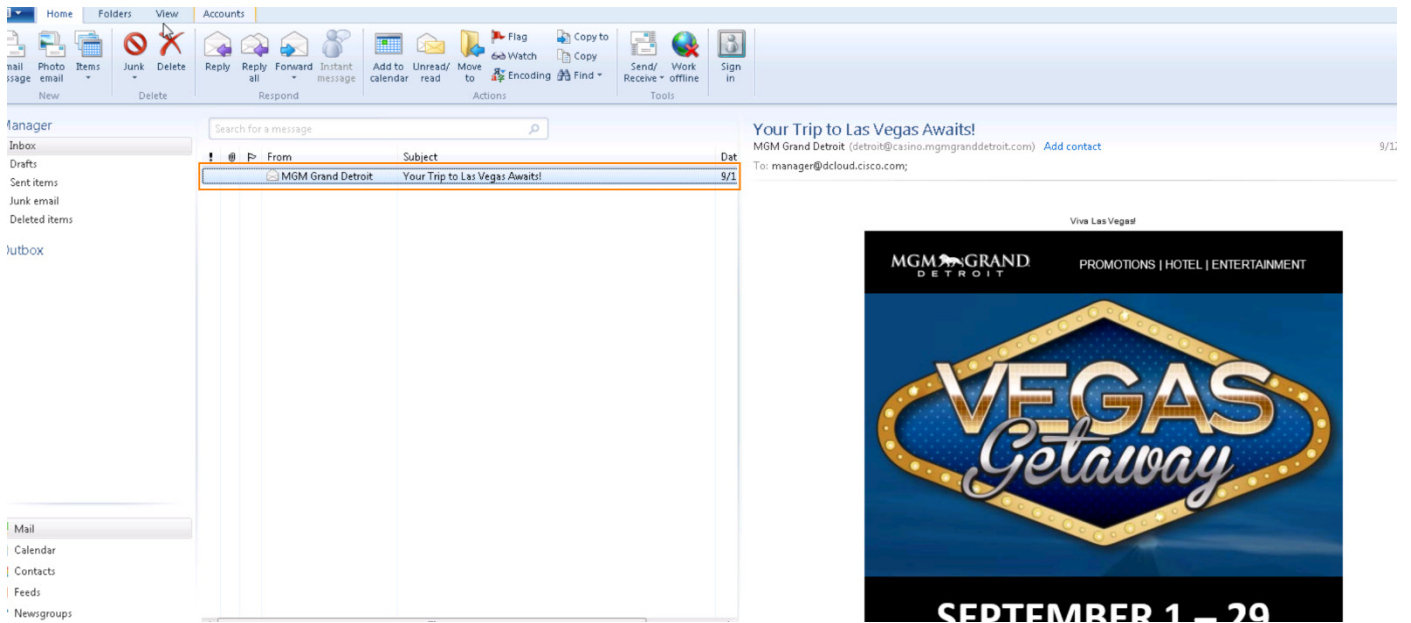 Home Folders View Accounts
Photo email
Items
Junk
Delete
Reply
Reply all
Forward
Instant message
Add to calendar
Unread/ read
Move to
Flag
Watch
Encoding
Copy to
Copy
Find
Send/ Receive
Work offline
Sign in
New Delete Respond Actions Tools
Inbox
Drafts
Sent items
Junk email
Deleted items
Mail
Calendar
Contacts
Feeds
Newsgroups
Search for a message
! From Subject
MGM Grand Detroit Your Trip to Las Vegas Awaits! 9/1
Your Trip to Las Vegas Awaits!
MGM Grand Detroit (detroit@casino.mgmgranddetroit.com) Add contact
To: manager@dcloud.cisco.com;
Viva Las Vegas!
MGM GRAND
DETROIT
PROMOTIONS | HOTEL | ENTERTAINMENT
VEGAS
Getaway
SEPTEMBER 1 – 29